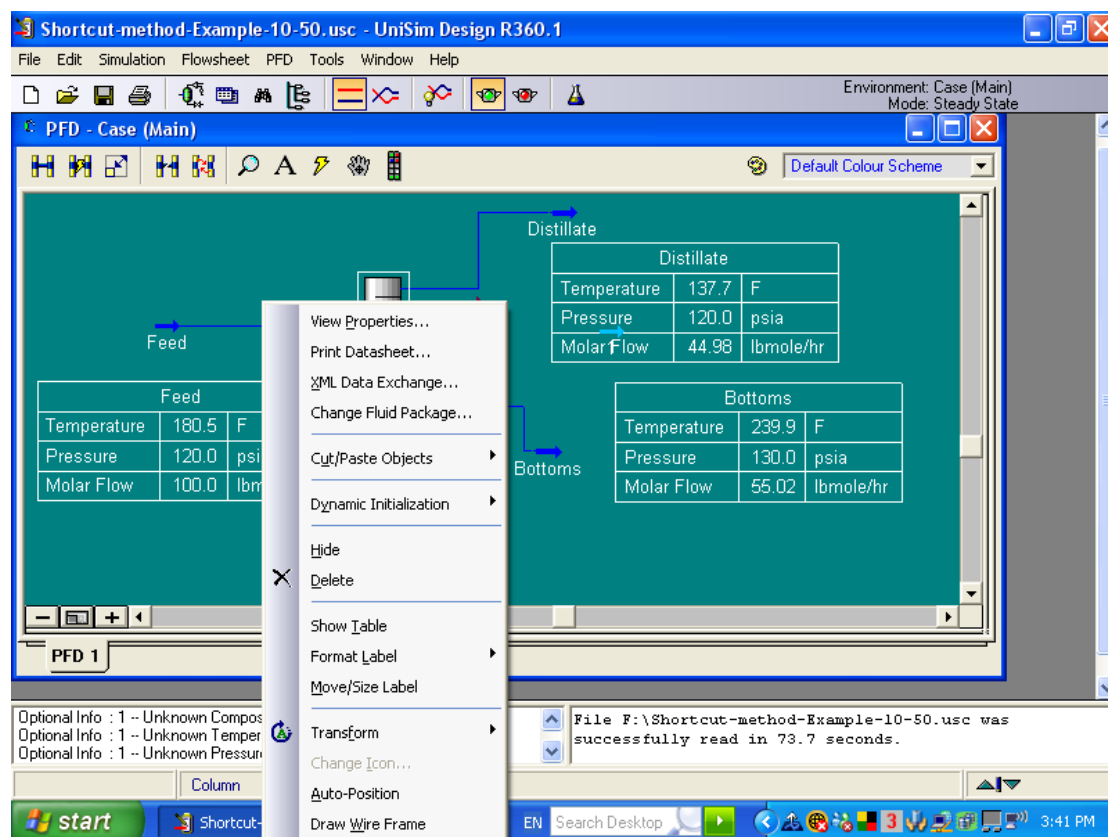 Shortcut-method-Example-10-50.usc - UniSim Design R360.1
File Edit Simulation Flowsheet PFD Tools Window Help
Environment: Case (Main)
Mode: Steady State
PFD - Case (Main)
A
Default Colour Scheme
Distillate
Distillate
Temperature 137.7 F
Pressure 120.0 psia
Molar Flow 44.98 lbmole/hr
Feed
Feed
Temperature 180.5 F
Pressure 120.0 psi
Molar Flow 100.0 lbm
Bottoms
Bottoms
Temperature 239.9 F
Pressure 130.0 psia
Molar Flow 55.02 lbmole/hr
View Properties...
Print Datasheet...
XML Data Exchange...
Change Fluid Package...
Cut/Paste Objects
Dynamic Initialization
Hide
Delete
Show Table
Format Label
Move/Size Label
Transform
Change Icon...
Auto-Position
Draw Wire Frame
PFD 1
Optional Info : 1 -- Unknown Compos
Optional Info : 1 -- Unknown Temper
Optional Info : 1 -- Unknown Pressur
File F:\Shortcut-method-Example-10-50.usc was
successfully read in 73.7 seconds.
Column
start Shortcut- EN Search Desktop 3 3:41 PM